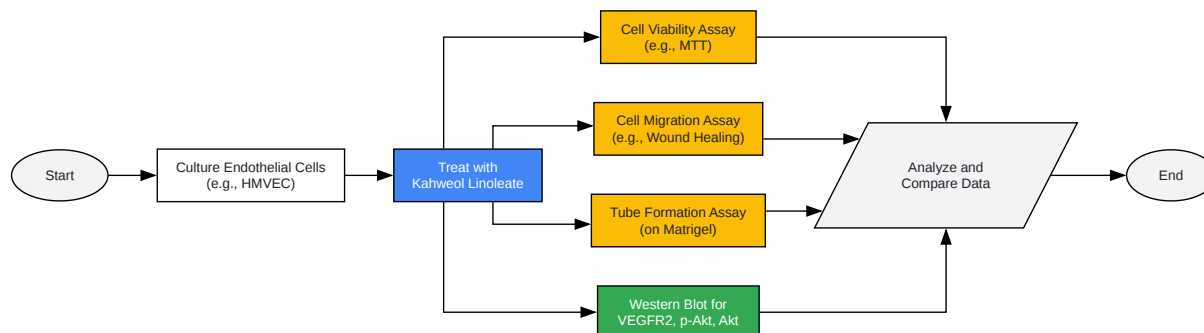 Start
Culture Endothelial Cells
(e.g., HMVEC)
Treat with
Kahweol Linoleate
Cell Viability Assay
(e.g., MTT)
Cell Migration Assay
(e.g., Wound Healing)
Tube Formation Assay
(on Matrigel)
Western Blot for
VEGFR2, p-Akt, Akt
Analyze and
Compare Data
End